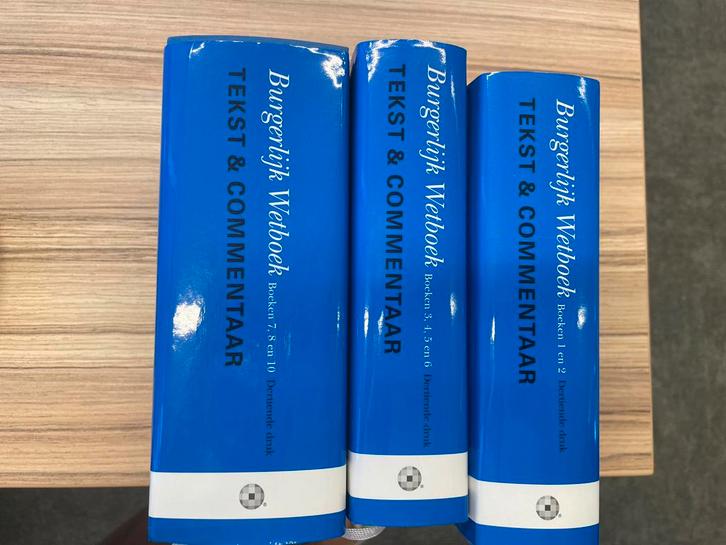 Burgerlijk Wetboek Boeken 7, 8 en 10 Dertiende druk
TEKST & COMMENTAAR
Burgerlijk Wetboek Boeken 3, 4, 5 en 6 Dertiende druk
TEKST & COMMENTAAR
Burgerlijk Wetboek Boeken 1 en 2 Dertiende druk
TEKST & COMMENTAAR